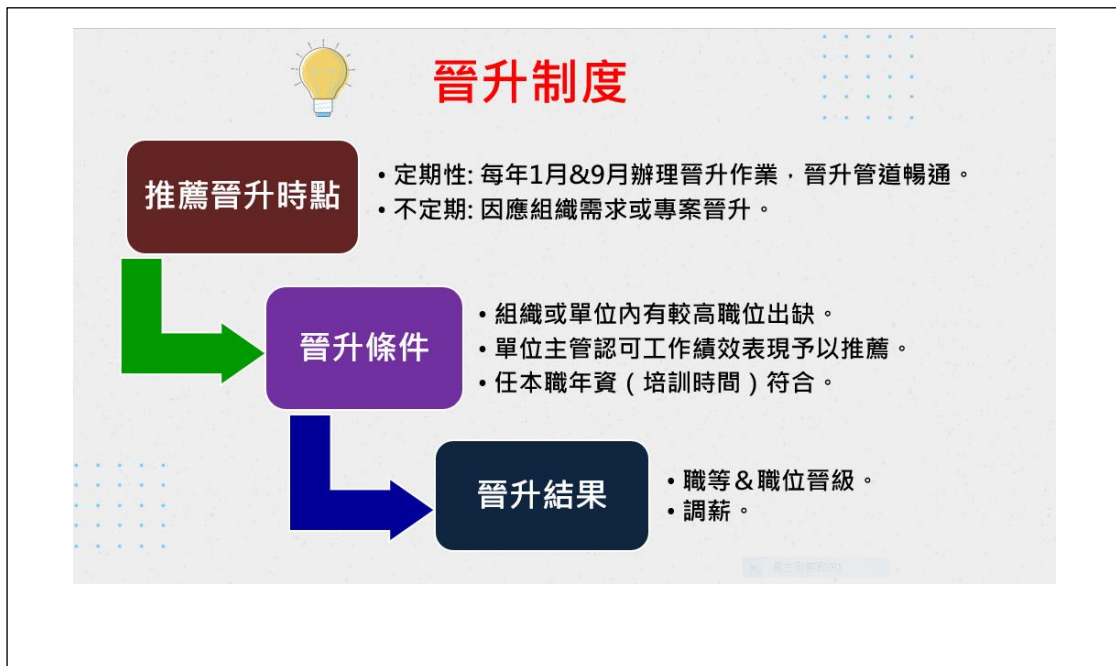 晉升制度
推薦晉升時點
• 定期性: 每年1月&9月辦理晉升作業，晉升管道暢通。
• 不定期: 因應組織需求或專案晉升。
晉升條件
• 組織或單位內有較高職位出缺。
• 單位主管認可工作績效表現予以推薦。
• 任本職年資（培訓時間）符合。
晉升結果
• 職等＆職位晉級。
• 調薪。